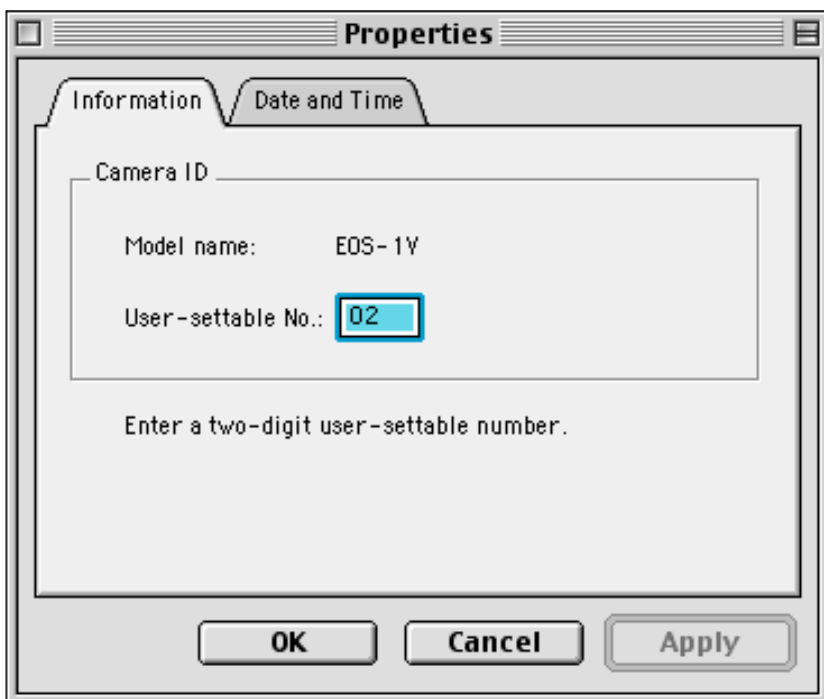 Properties
Information Date and Time
Camera ID
Model name: EOS-1V
User-settable No.: 02
Enter a two-digit user-settable number.
OK Cancel Apply